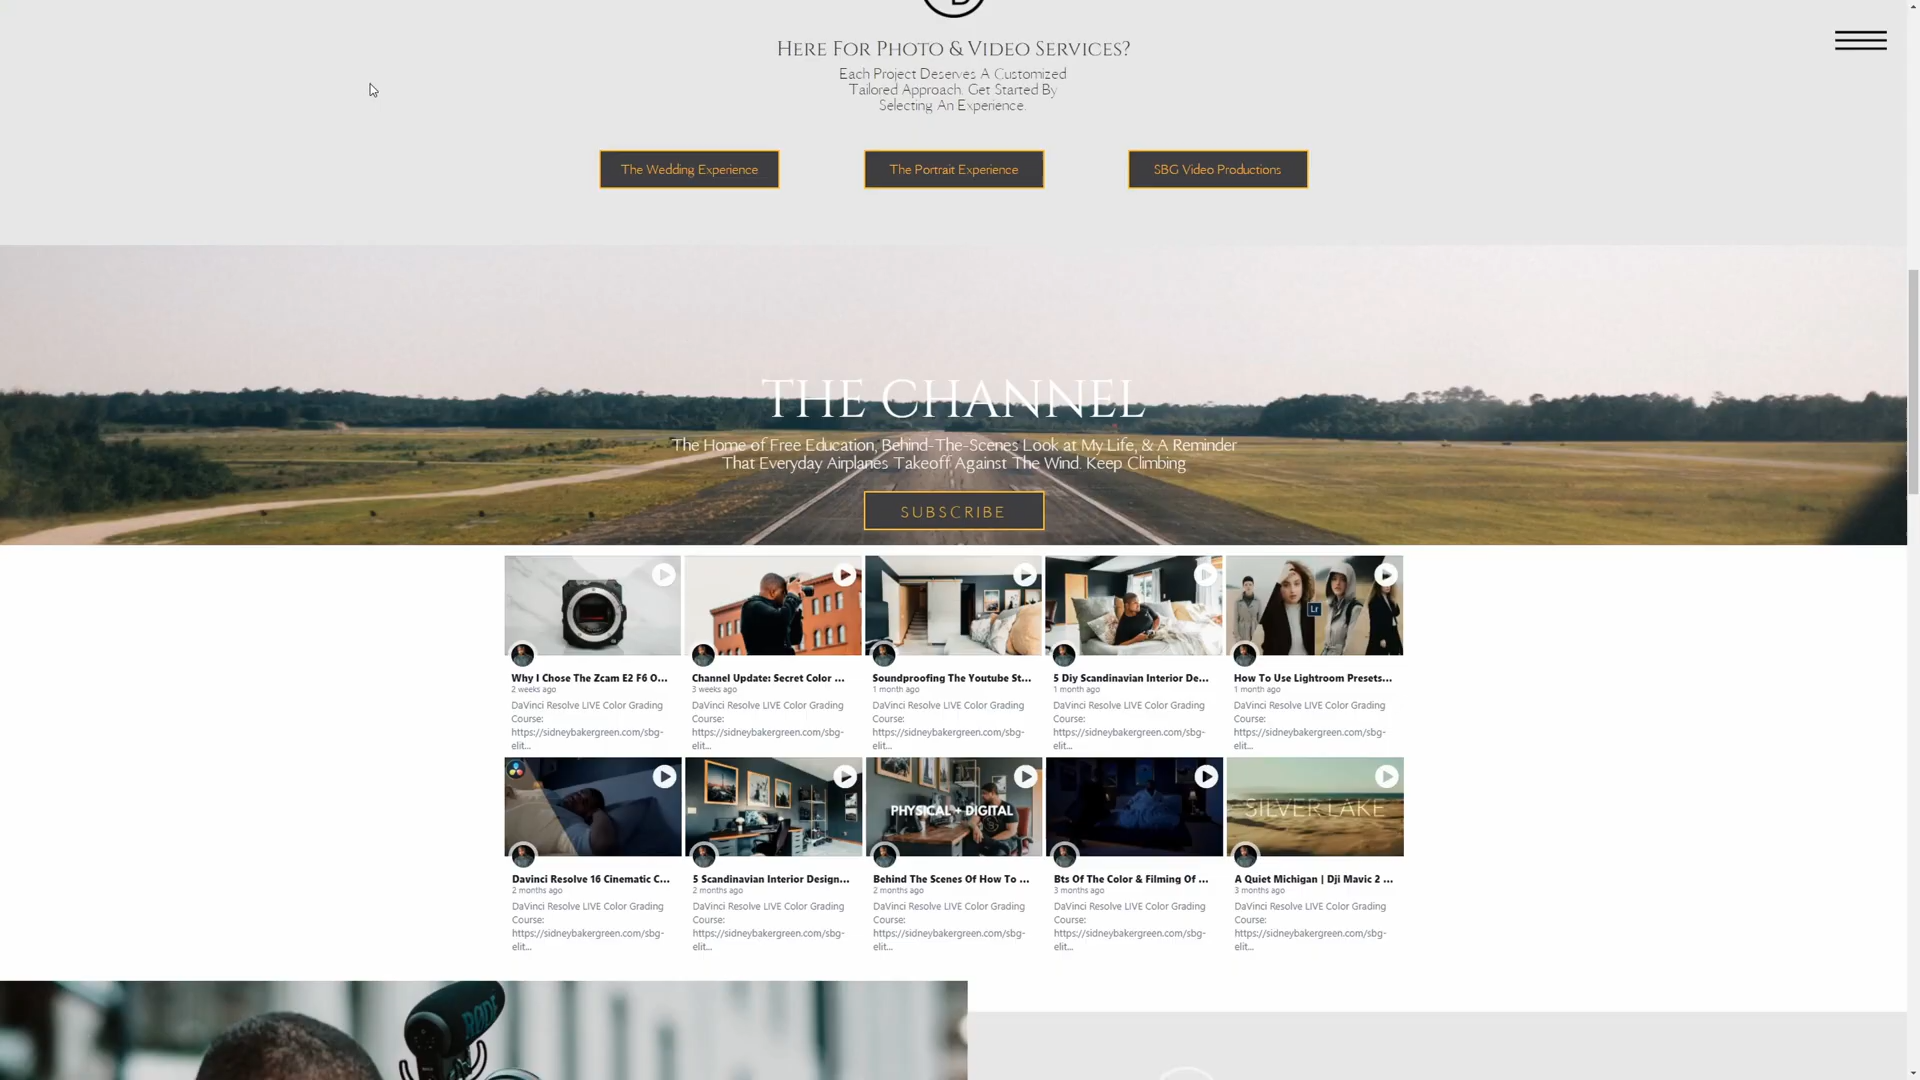 Here For Photo & Video Services?
Each Project Deserves A Customized
Tailored Approach. Get Started By
Selecting An Experience.
The Wedding Experience
The Portrait Experience
SBG Video Productions
THE CHANNEL
The Home of Free Education, Behind-The-Scenes Look at My Life, & A Reminder
That Everyday Airplanes Takeoff Against The Wind. Keep Climbing
SUBSCRIBE
Lr
Why I Chose The Zcam E2 F6 O...
2 weeks ago
DaVinci Resolve LIVE Color Grading
Course:
https://sidneybakergreen.com/sbg-
elit...
Channel Update: Secret Color ...
3 weeks ago
DaVinci Resolve LIVE Color Grading
Course:
https://sidneybakergreen.com/sbg-
elit...
Soundproofing The Youtube St...
1 month ago
DaVinci Resolve LIVE Color Grading
Course:
https://sidneybakergreen.com/sbg-
elit...
5 Diy Scandinavian Interior De...
1 month ago
DaVinci Resolve LIVE Color Grading
Course:
https://sidneybakergreen.com/sbg-
elit...
How To Use Lightroom Presets...
1 month ago
DaVinci Resolve LIVE Color Grading
Course:
https://sidneybakergreen.com/sbg-
elit...
PHYSICAL + DIGITAL
SILVER LAKE
Davinci Resolve 16 Cinematic C...
2 months ago
DaVinci Resolve LIVE Color Grading
Course:
https://sidneybakergreen.com/sbg-
elit...
5 Scandinavian Interior Design...
2 months ago
DaVinci Resolve LIVE Color Grading
Course:
https://sidneybakergreen.com/sbg-
elit...
Behind The Scenes Of How To ...
2 months ago
DaVinci Resolve LIVE Color Grading
Course:
https://sidneybakergreen.com/sbg-
elit...
Bts Of The Color & Filming Of ...
3 months ago
DaVinci Resolve LIVE Color Grading
Course:
https://sidneybakergreen.com/sbg-
elit...
A Quiet Michigan | Dji Mavic 2 ...
3 months ago
DaVinci Resolve LIVE Color Grading
Course:
https://sidneybakergreen.com/sbg-
elit...
RØDE